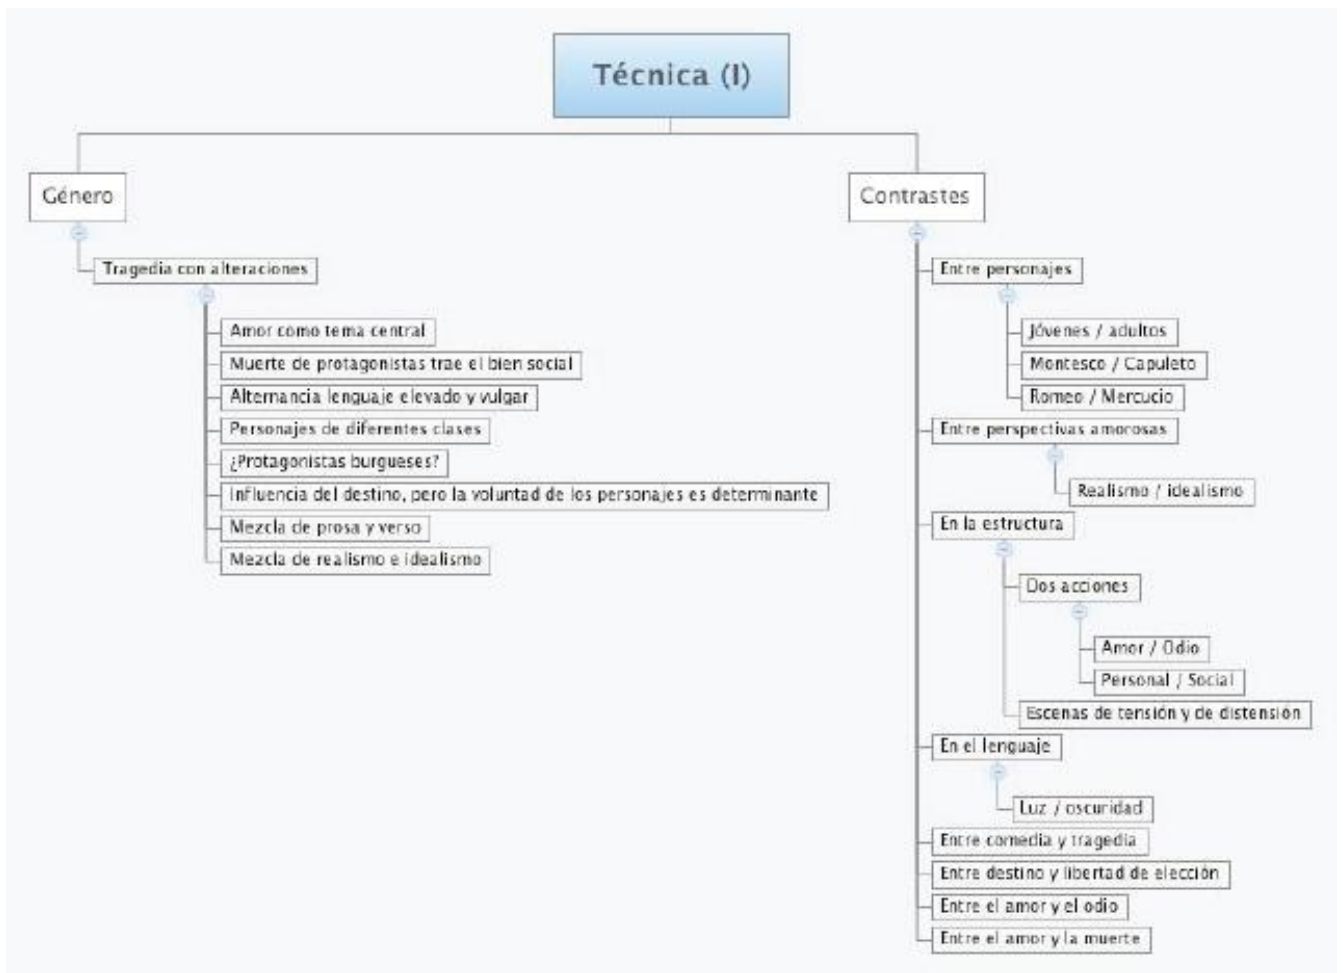 Técnica (I)
Género
Tragedia con alteraciones
Amor como tema central
Muerte de protagonistas trae el bien social
Alternancia lenguaje elevado y vulgar
Personajes de diferentes clases
¿Protagonistas burgueses?
Influencia del destino, pero la voluntad de los personajes es determinante
Mezcla de prosa y verso
Mezcla de realismo e idealismo
Contrastes
Entre personajes
Jóvenes / adultos
Montesco / Capuleto
Romeo / Mercucio
Entre perspectivas amorosas
Realismo / idealismo
En la estructura
Dos acciones
Amor / Odio
Personal / Social
Escenas de tensión y de distensión
En el lenguaje
Luz / oscuridad
Entre comedia y tragedia
Entre destino y libertad de elección
Entre el amor y el odio
Entre el amor y la muerte